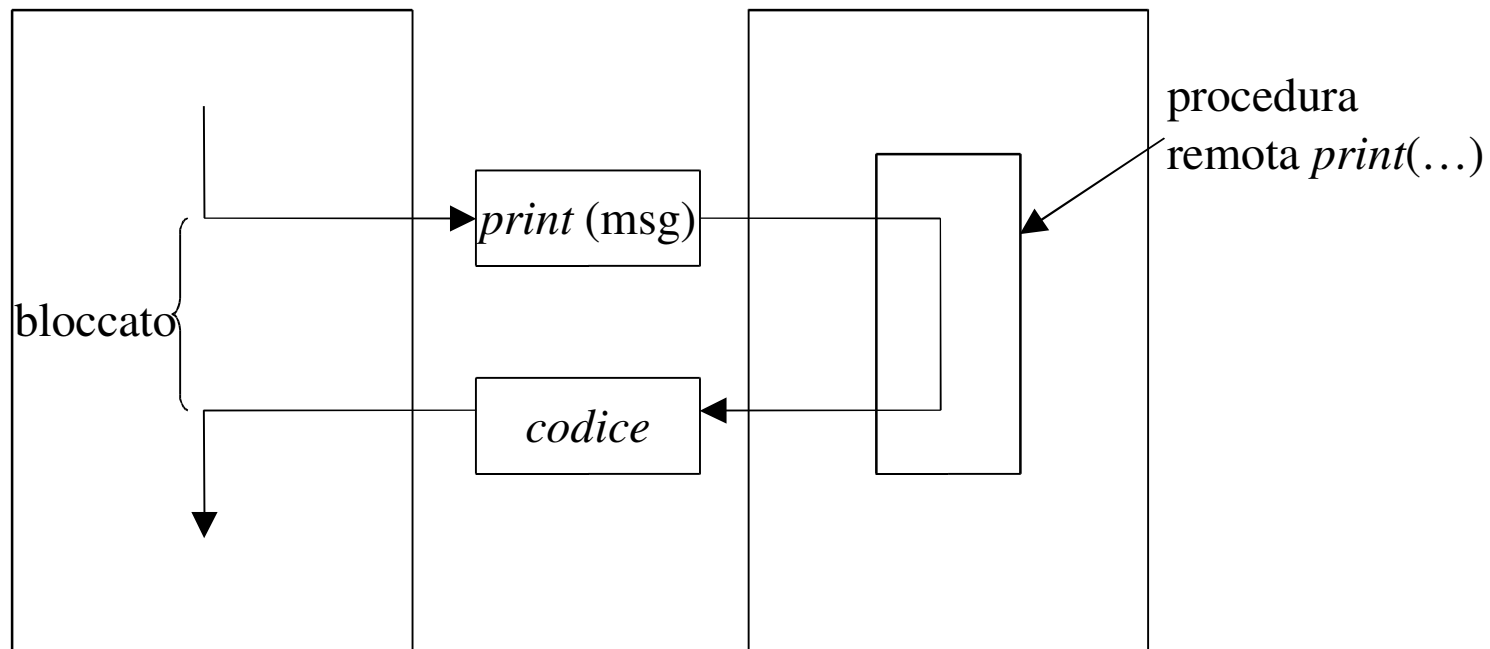 procedura
remota print(…)
print (msg)
bloccato
codice